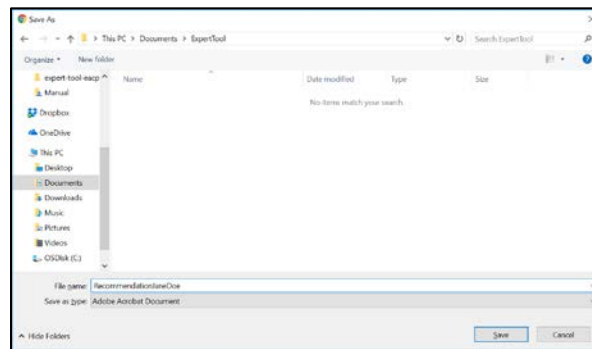 Save As
This PC > Documents > ExpertTool
Search ExpertTool
Organize
New folder
Name
Date modified
Type
Size
No items match your search.
expert-tool-eacp
Manual
Dropbox
OneDrive
This PC
Desktop
Documents
Downloads
Music
Pictures
Videos
OSDisk (C:)
File name: RecommendationJaneDoe
Save as type: Adobe Acrobat Document
Hide Folders
Save
Cancel